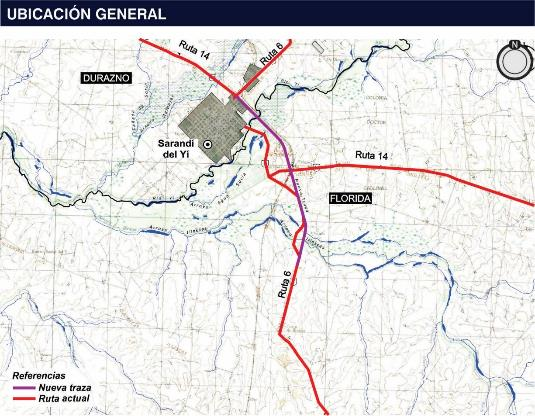 UBICACIÓN GENERAL
N
Ruta 14
Ruta 6
DURAZNO
Sarandi
del Yi
Ruta 14
FLORIDA
Ruta 6
Referencias
Nueva traza
Ruta actual